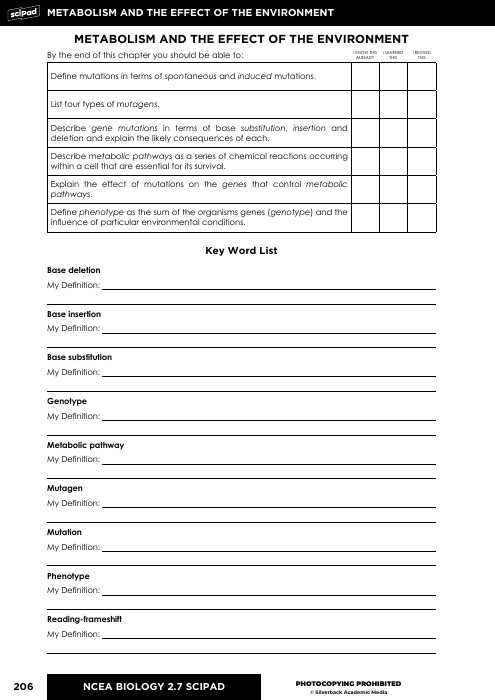 scipad
METABOLISM AND THE EFFECT OF THE ENVIRONMENT
METABOLISM AND THE EFFECT OF THE ENVIRONMENT
By the end of this chapter you should be able to:
I KNOW THIS ALREADY
I LEARNED THIS
I REVISED THIS
Define mutations in terms of spontaneous and induced mutations.
List four types of mutagens.
Describe gene mutations in terms of base substitution, insertion and
deletion and explain the likely consequences of each.
Describe metabolic pathways as a series of chemical reactions occurring
within a cell that are essential for its survival.
Explain the effect of mutations on the genes that control metabolic
pathways.
Define phenotype as the sum of the organisms genes (genotype) and the
influence of particular environmental conditions.
Key Word List
Base deletion
My Definition:
Base insertion
My Definition:
Base substitution
My Definition:
Genotype
My Definition:
Metabolic pathway
My Definition:
Mutagen
My Definition:
Mutation
My Definition:
Phenotype
My Definition:
Reading-frameshift
My Definition:
206
NCEA BIOLOGY 2.7 SCIPAD
PHOTOCOPYING PROHIBITED
© Silverback Academic Media